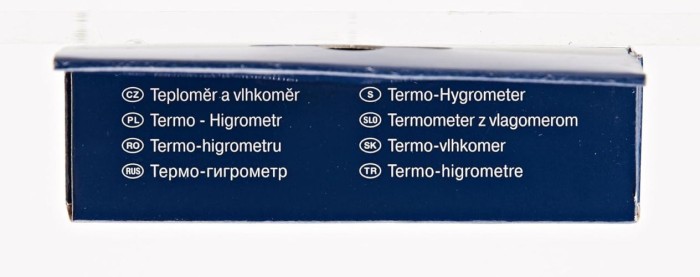 CZ Teploměr a vlhkoměr
PL Termo - Higrometr
RO Termo-higrometru
RUS Термо-гигрометр
S Termo-Hygrometer
SLO Termometer z vlagomerom
SK Termo-vlhkomer
TR Termo-higrometre